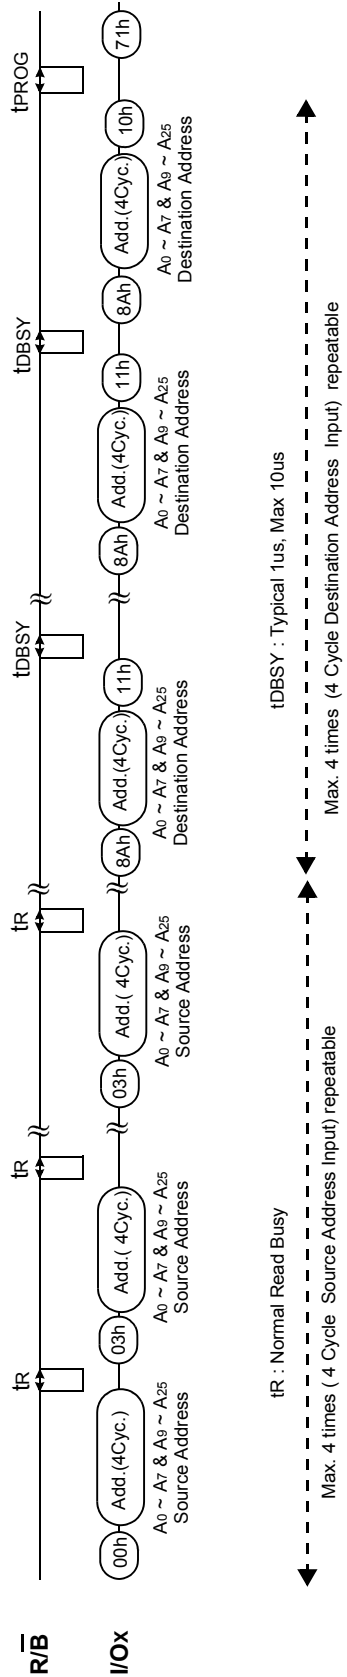 R/B
tR tR tR tDBSY tDBSY tPROG
I/Ox
00h Add.(4Cyc.) 03h Add.( 4Cyc.) 03h Add.( 4Cyc.) 8Ah Add.(4Cyc.) 11h 8Ah Add.(4Cyc.) 11h 8Ah Add.(4Cyc.) 10h 71h
A0 ~ A7 & A9 ~ A25
Source Address
A0 ~ A7 & A9 ~ A25
Source Address
A0 ~ A7 & A9 ~ A25
Source Address
A0 ~ A7 & A9 ~ A25
Destination Address
A0 ~ A7 & A9 ~ A25
Destination Address
A0 ~ A7 & A9 ~ A25
Destination Address
tR : Normal Read Busy
tDBSY : Typical 1us, Max 10us
Max. 4 times ( 4 Cycle Source Address Input) repeatable
Max. 4 times (4 Cycle Destination Address Input) repeatable